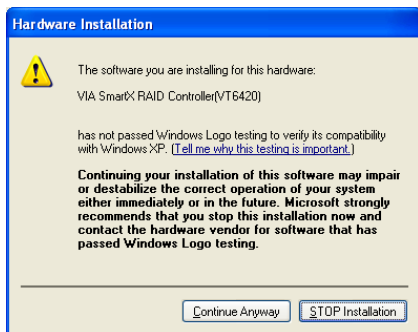 Hardware Installation
The software you are installing for this hardware:
VIA SmartX RAID Controller(VT6420)
has not passed Windows Logo testing to verify its compatibility
with Windows XP. (Tell me why this testing is important.)
Continuing your installation of this software may impair
or destabilize the correct operation of your system
either immediately or in the future. Microsoft strongly
recommends that you stop this installation now and
contact the hardware vendor for software that has
passed Windows Logo testing.
Continue Anyway
STOP Installation